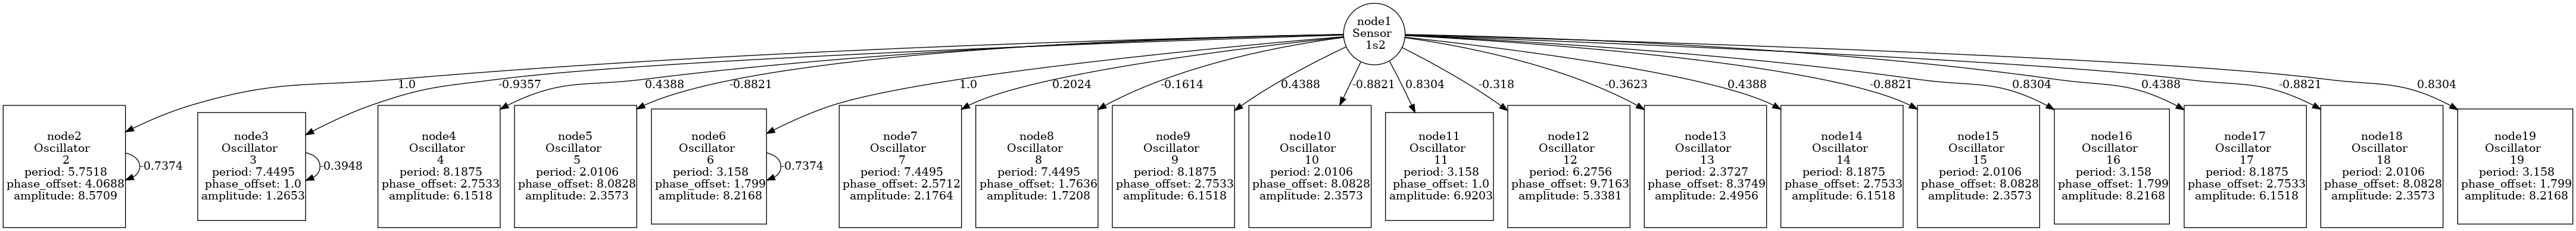 node1
Sensor
1s2
1.0
-0.9357
0.4388
-0.8821
1.0
0.2024
-0.1614
0.4388
-0.8821
0.8304
-0.318
-0.3623
0.4388
-0.8821
0.8304
0.4388
-0.8821
0.8304
node2
Oscillator
2
period: 5.7518
phase_offset: 4.0688
amplitude: 8.5709
-0.7374
node3
Oscillator
3
period: 7.4495
phase_offset: 1.0
amplitude: 1.2653
-0.3948
node4
Oscillator
4
period: 8.1875
phase_offset: 2.7533
amplitude: 6.1518
node5
Oscillator
5
period: 2.0106
phase_offset: 8.0828
amplitude: 2.3573
node6
Oscillator
6
period: 3.158
phase_offset: 1.799
amplitude: 8.2168
-0.7374
node7
Oscillator
7
period: 7.4495
phase_offset: 2.5712
amplitude: 2.1764
node8
Oscillator
8
period: 7.4495
phase_offset: 1.7636
amplitude: 1.7208
node9
Oscillator
9
period: 8.1875
phase_offset: 2.7533
amplitude: 6.1518
node10
Oscillator
10
period: 2.0106
phase_offset: 8.0828
amplitude: 2.3573
node11
Oscillator
11
period: 3.158
phase_offset: 1.0
amplitude: 6.9203
node12
Oscillator
12
period: 6.2756
phase_offset: 9.7163
amplitude: 5.3381
node13
Oscillator
13
period: 2.3727
phase_offset: 8.3749
amplitude: 2.4956
node14
Oscillator
14
period: 8.1875
phase_offset: 2.7533
amplitude: 6.1518
node15
Oscillator
15
period: 2.0106
phase_offset: 8.0828
amplitude: 2.3573
node16
Oscillator
16
period: 3.158
phase_offset: 1.799
amplitude: 8.2168
node17
Oscillator
17
period: 8.1875
phase_offset: 2.7533
amplitude: 6.1518
node18
Oscillator
18
period: 2.0106
phase_offset: 8.0828
amplitude: 2.3573
node19
Oscillator
19
period: 3.158
phase_offset: 1.799
amplitude: 8.2168